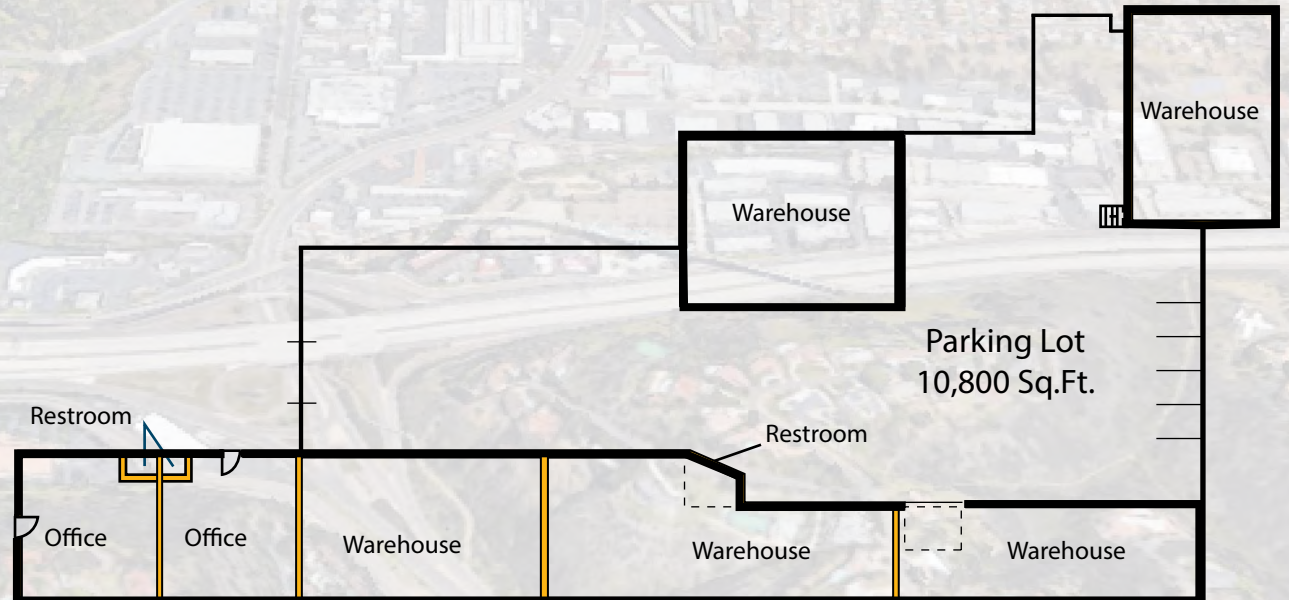 Warehouse
Warehouse
Parking Lot
10,800 Sq.Ft.
Restroom
Restroom
Office
Office
Warehouse
Warehouse
Warehouse